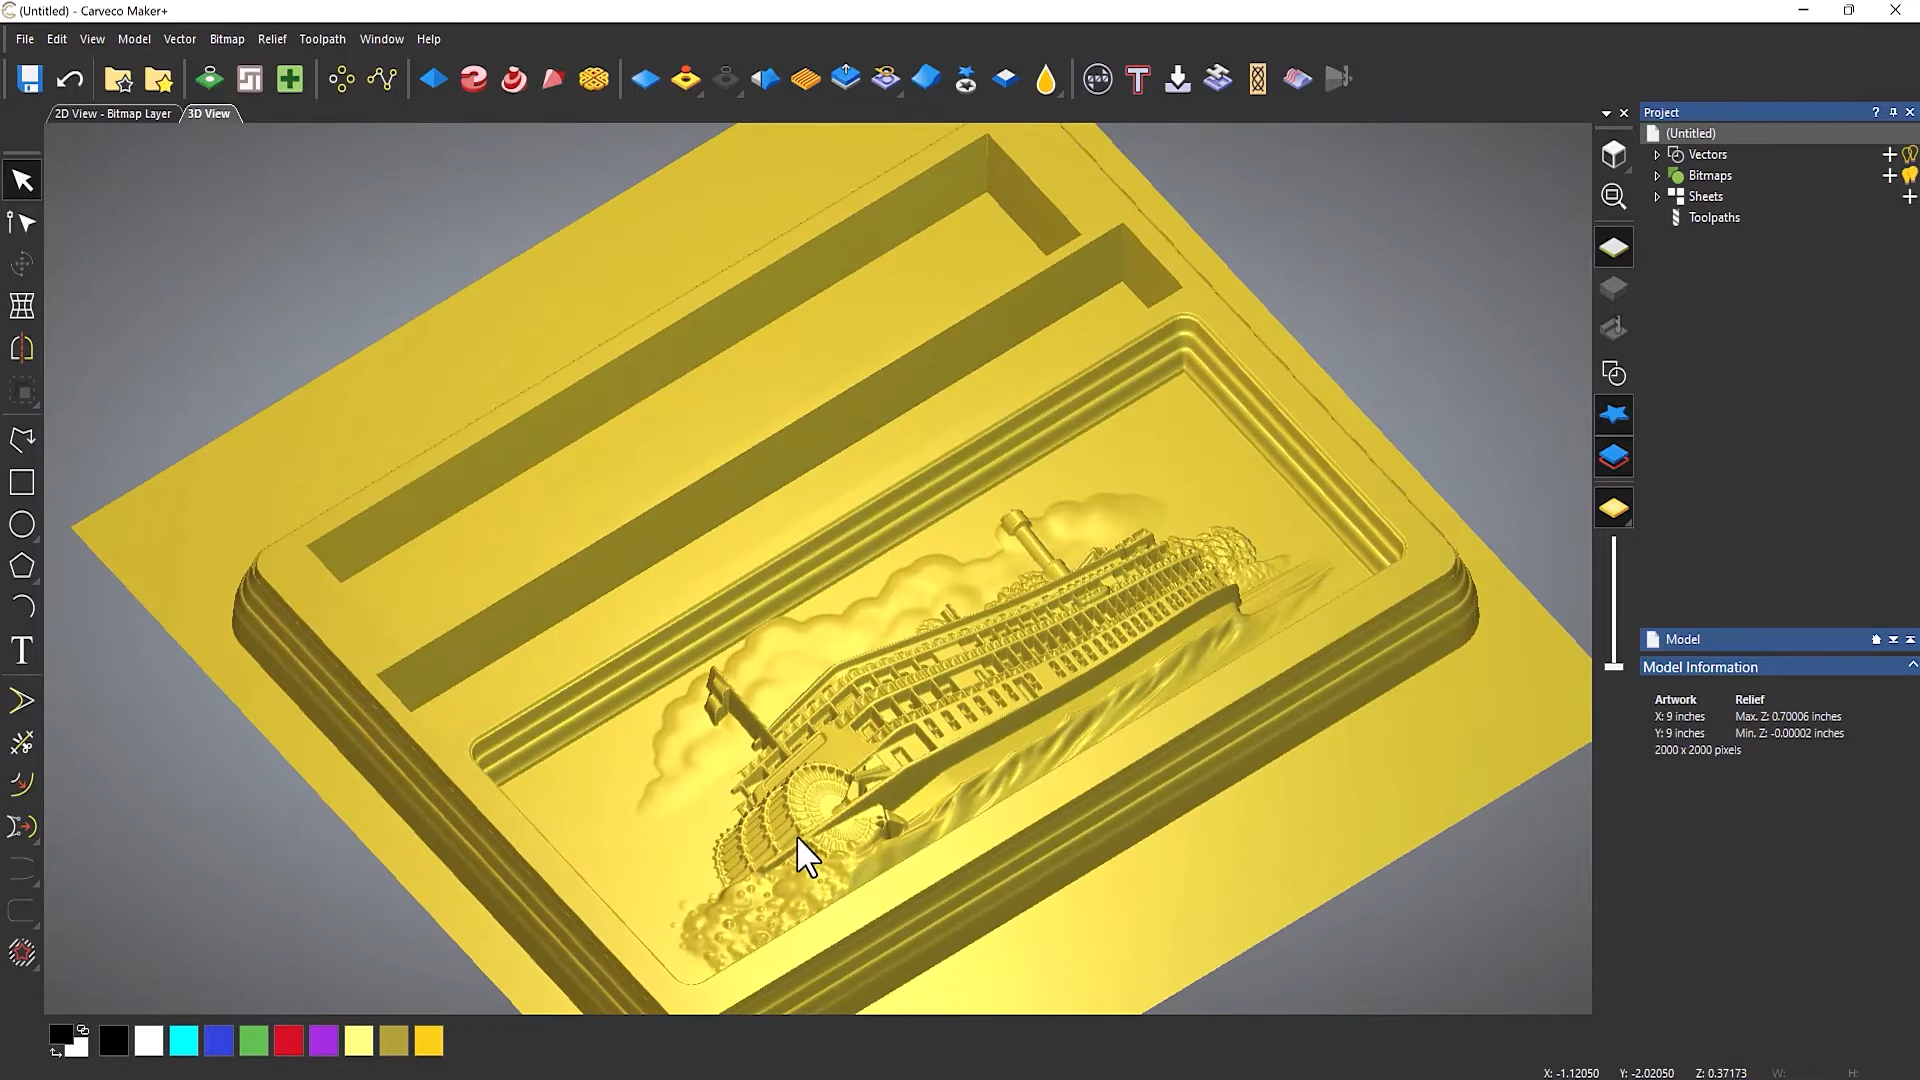 (Untitled) - Carveco Maker+
File Edit View Model Vector Bitmap Relief Toolpath Window Help
2D View - Bitmap Layer 3D View
Project
(Untitled)
Vectors
Bitmaps
Sheets
Toolpaths
Model
Model Information
Artwork Relief
X: 9 inches Max. Z: 0.70006 inches
Y: 9 inches Min. Z: -0.00002 inches
2000 x 2000 pixels
X: -1.12050 Y: -2.02050 Z: 0.37173 W: H: